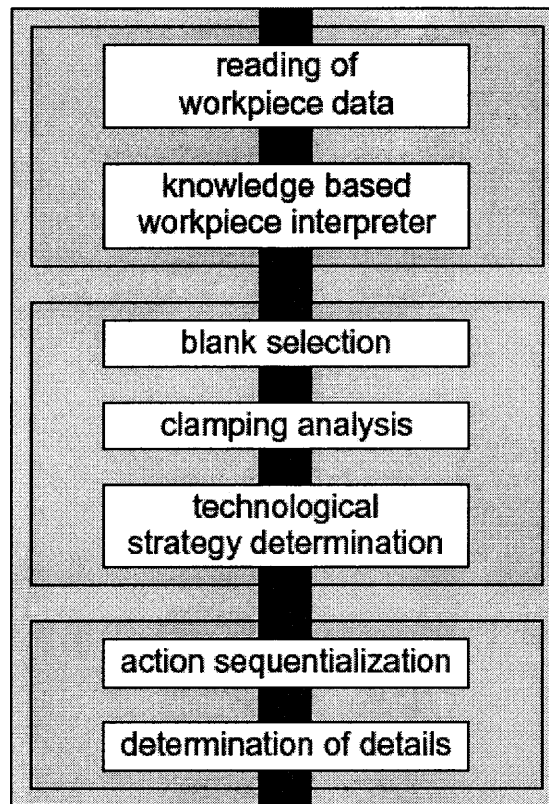 reading of
workpiece data
knowledge based
workpiece interpreter
blank selection
clamping analysis
technological
strategy determination
action sequentialization
determination of details